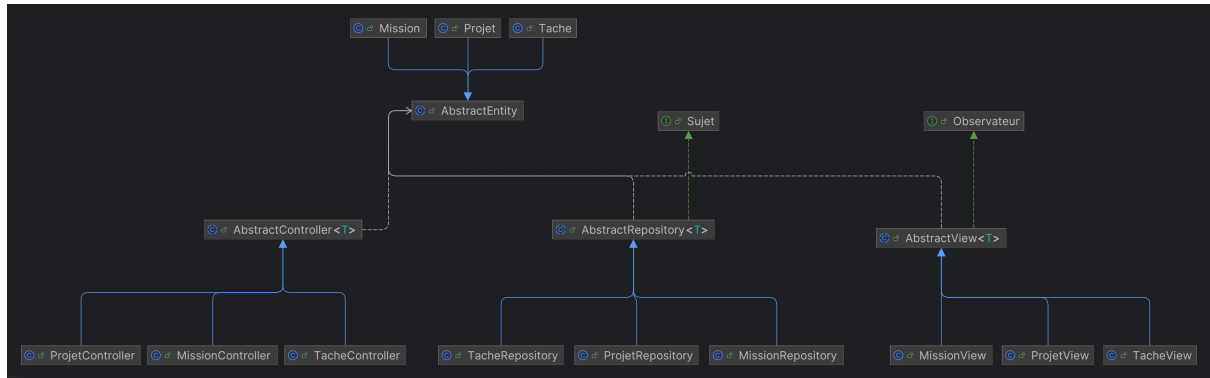 Mission
Projet
Tache
AbstractEntity
Sujet
Observateur
AbstractController<T>
AbstractRepository<T>
AbstractView<T>
ProjetController
MissionController
TacheController
TacheRepository
ProjetRepository
MissionRepository
MissionView
ProjetView
TacheView